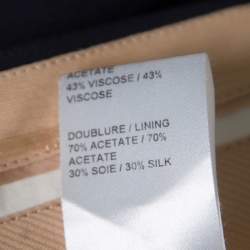 ACETATE
43% VISCOSE / 43%
VISCOSE
DOUBLURE / LINING
70% ACETATE / 70%
ACETATE
30% SOIE / 30% SILK